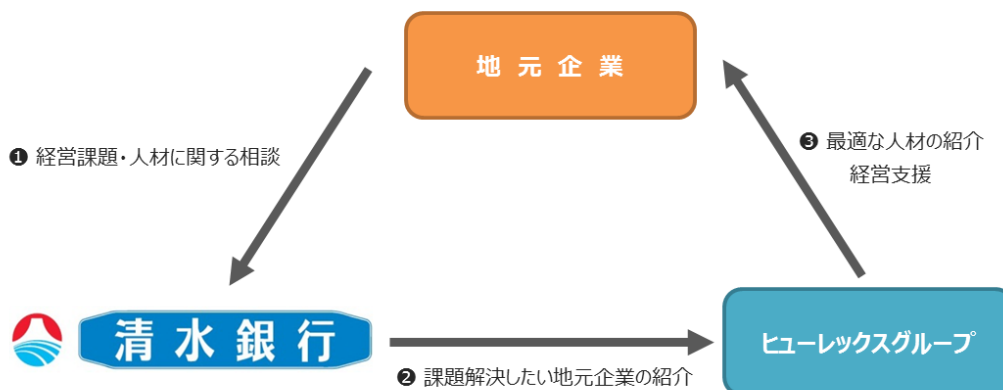 地元企業
❶ 経営課題・人材に関する相談
❸ 最適な人材の紹介
経営支援
清水銀行
ヒューレックスグループ
❷ 課題解決したい地元企業の紹介